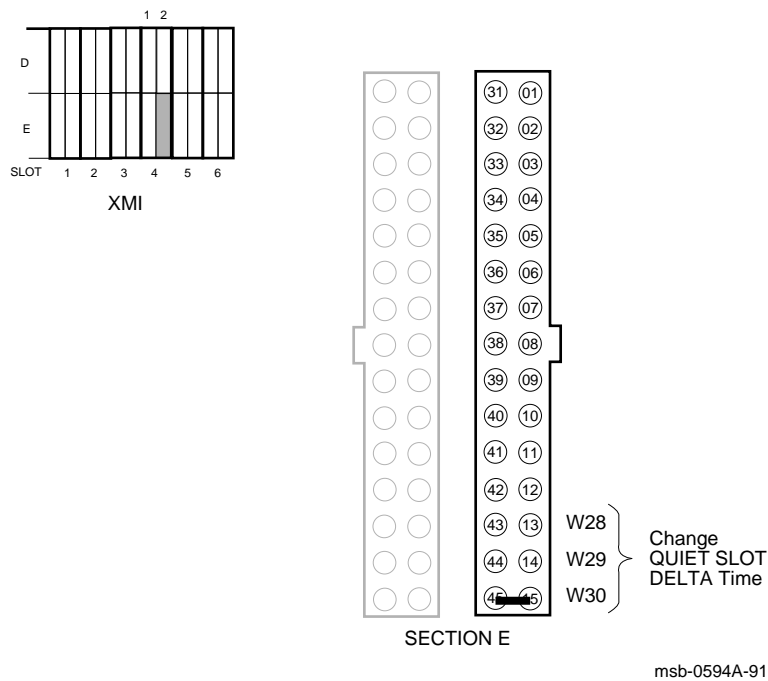 1 2
D
E
SLOT 1 2 3 4 5 6
XMI
31 01
32 02
33 03
34 04
35 05
36 06
37 07
38 08
39 09
40 10
41 11
42 12
43 13 W28
44 14 W29
45 15 W30
Change
QUIET SLOT
DELTA Time
SECTION E
msb-0594A-91